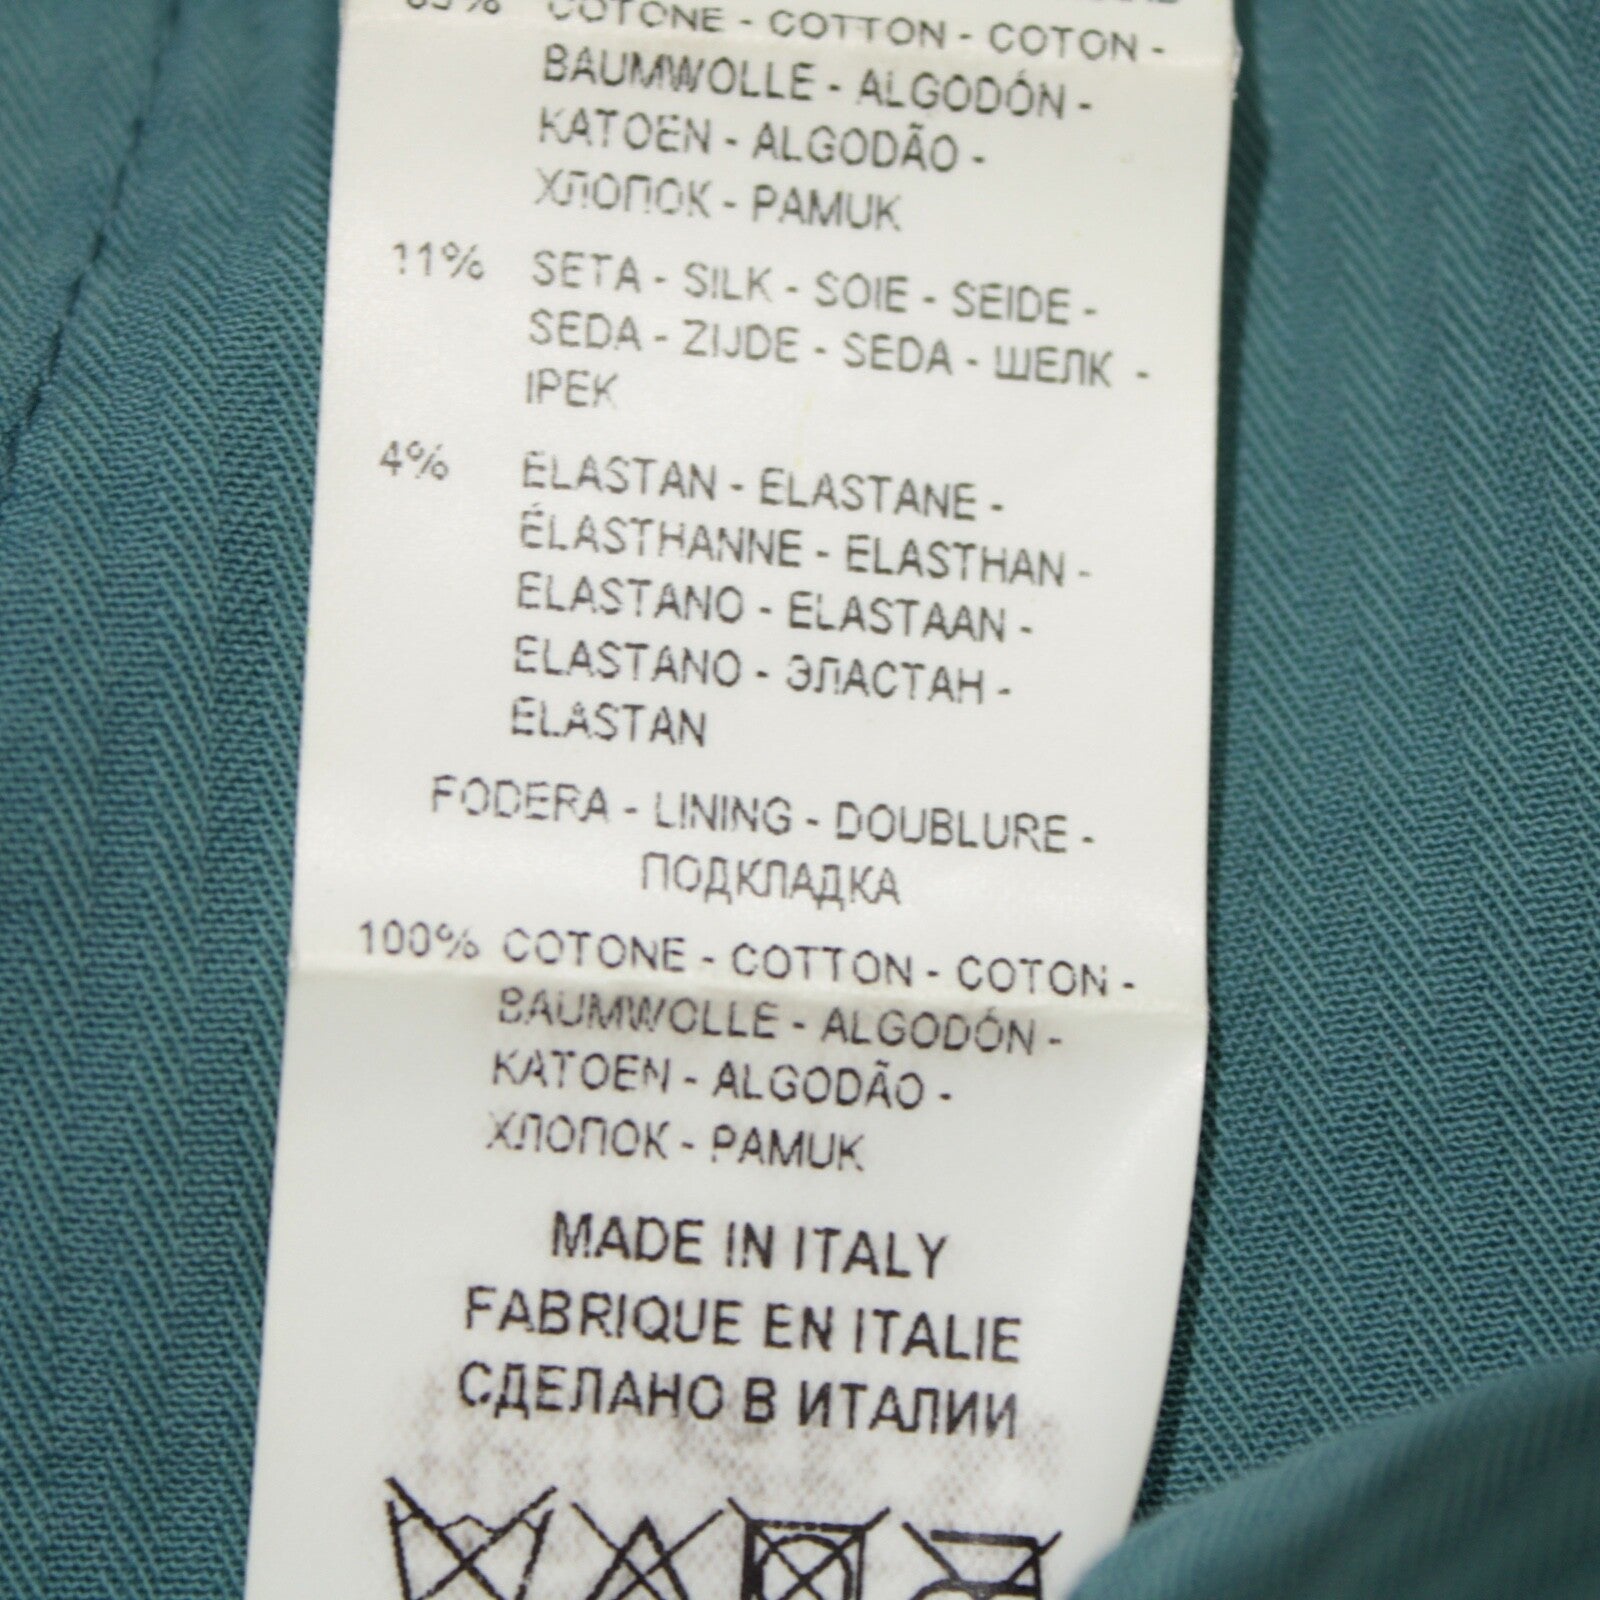 85% COTONE - COTTON - COTON -
BAUMWOLLE - ALGODÓN -
KATOEN - ALGODÃO -
ХЛОПОК - PAMUK
11% SETA - SILK - SOIE - SEIDE -
SEDA - ZIJDE - SEDA - ШЕЛК -
IPEK
4% ELASTAN - ELASTANE -
ÉLASTHANNE - ELASTHAN -
ELASTANO - ELASTAAN -
ELASTANO - ЭЛАСТАН -
ELASTAN
FODERA - LINING - DOUBLURE -
ПОДКЛАДКА
100% COTONE - COTTON - COTON -
BAUMWOLLE - ALGODÓN -
KATOEN - ALGODÃO -
ХЛОПОК - PAMUK
MADE IN ITALY
FABRIQUE EN ITALIE
СДЕЛАНО В ИТАЛИИ